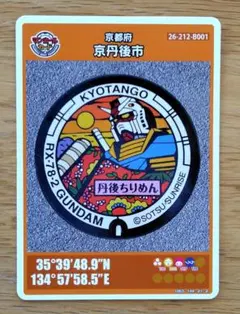 京都府
京丹後市
26-212-B001
KYOTANGO
丹後ちりめん
RX-78-2 GUNDAM
©SOTSU・SUNRISE
35°39'48.9"N
134°57'58.5"E